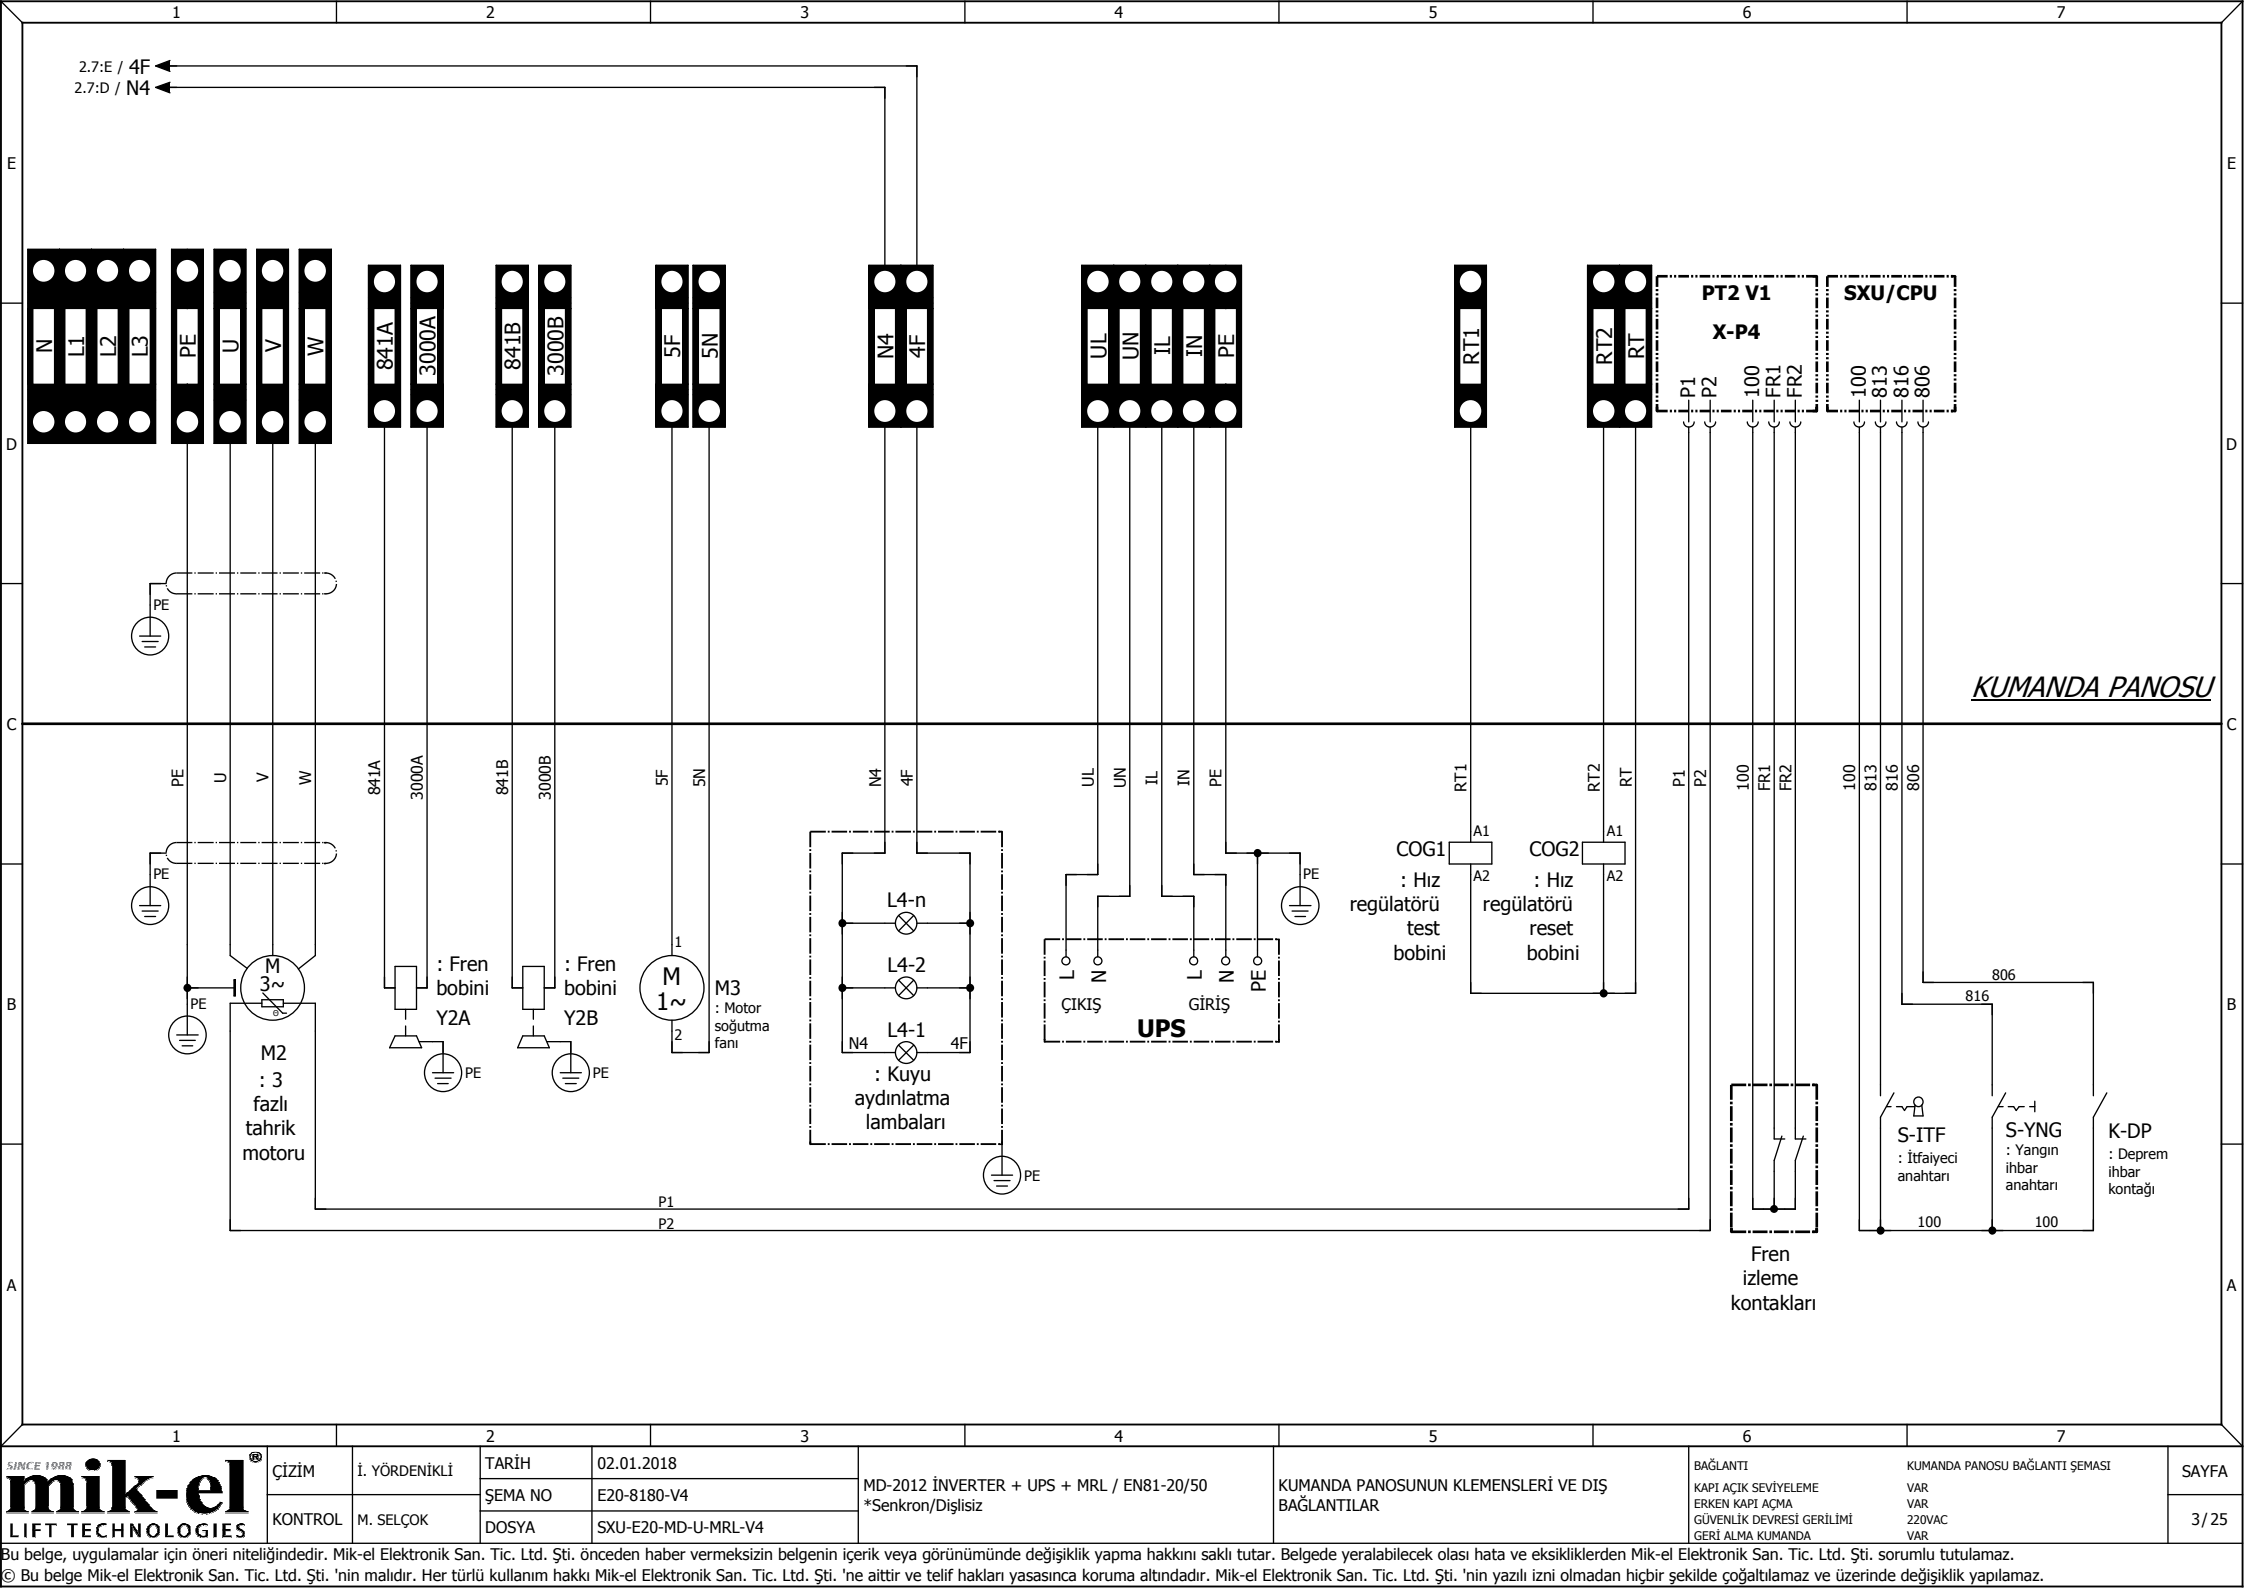 1 2 3 4 5 6 7
2.7:E / 4F
2.7:D / N4
E E
N L1 L2 L3 PE U V W 841A 3000A 841B 3000B 5F 5N N4 4F UL UN IL IN PE RT1 RT2 RT
PT2 V1
X-P4
P1 P2 100 FR1 FR2
SXU/CPU
100 813 816 806
D D
PE
KUMANDA PANOSU
C C
PE U V W 841A 3000A 841B 3000B 5F 5N N4 4F UL UN IL IN PE RT1 RT2 RT P1 P2 100 FR1 FR2 100 813 816 806
PE
PE
M
3~
θ
M2
: 3
fazlı
tahrik
motoru
: Fren
bobini
Y2A
PE
: Fren
bobini
Y2B
PE
1
M
1~
2
M3
: Motor
soğutma
fanı
L4-n
L4-2
L4-1
N4 4F
: Kuyu
aydınlatma
lambaları
PE
L N L N PE
ÇIKIŞ GİRİŞ
UPS
PE
A1
COG1
A2
: Hız
regülatörü
test
bobini
A1
COG2
A2
: Hız
regülatörü
reset
bobini
806
816
B B
S-ITF
: İtfaiyeci
anahtarı
S-YNG
: Yangın
ihbar
anahtarı
K-DP
: Deprem
ihbar
kontağı
P1
P2
100 100
Fren
izleme
kontakları
A A
1 2 3 4 5 6 7
SINCE 1988
mik-el®
LIFT TECHNOLOGIES
ÇİZİM İ. YÖRDENİKLİ
KONTROL M. SELÇOK
TARİH 02.01.2018
ŞEMA NO E20-8180-V4
DOSYA SXU-E20-MD-U-MRL-V4
MD-2012 İNVERTER + UPS + MRL / EN81-20/50
*Senkron/Dişlisiz
KUMANDA PANOSUNUN KLEMENSLERİ VE DIŞ
BAĞLANTILAR
BAĞLANTI KUMANDA PANOSU BAĞLANTI ŞEMASI
KAPI AÇIK SEVİYELEME VAR
ERKEN KAPI AÇMA VAR
GÜVENLİK DEVRESİ GERİLİMİ 220VAC
GERİ ALMA KUMANDA VAR
SAYFA
3/25
Bu belge, uygulamalar için öneri niteliğindedir. Mik-el Elektronik San. Tic. Ltd. Şti. önceden haber vermeksizin belgenin içerik veya görünümünde değişiklik yapma hakkını saklı tutar. Belgede yeralabilecek olası hata ve eksikliklerden Mik-el Elektronik San. Tic. Ltd. Şti. sorumlu tutulamaz.
© Bu belge Mik-el Elektronik San. Tic. Ltd. Şti. 'nin malıdır. Her türlü kullanım hakkı Mik-el Elektronik San. Tic. Ltd. Şti. 'ne aittir ve telif hakları yasasınca koruma altındadır. Mik-el Elektronik San. Tic. Ltd. Şti. 'nin yazılı izni olmadan hiçbir şekilde çoğaltılamaz ve üzerinde değişiklik yapılamaz.